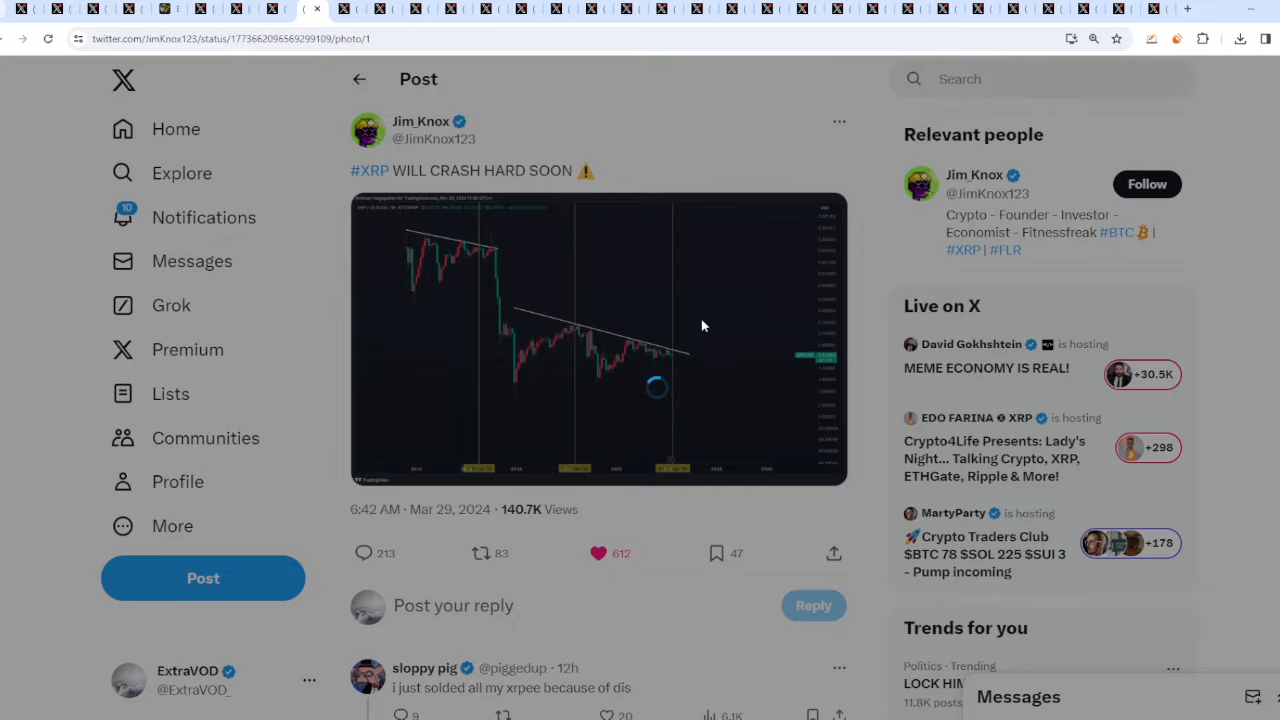 twitter.com/JimKnox123/status/1773662096569299109/photo/1
Post
Search
Home
Explore
10
Notifications
Messages
Grok
Premium
Lists
Communities
Profile
More
Post
ExtraVOD
@ExtraVOD_
Jim_Knox
@JimKnox123
#XRP WILL CRASH HARD SOON ⚠️
TradingView
6:42 AM · Mar 29, 2024 · 140.7K Views
213 83 612 47
Post your reply
Reply
sloppy pig @piggedup · 12h
i just solded all my xrpee because of dis
9 20 6.1K
Relevant people
Jim_Knox
@JimKnox123
Follow
Crypto - Founder - Investor -
Economist - Fitnessfreak #BTC |
#XRP | #FLR
Live on X
David Gokhshtein is hosting
MEME ECONOMY IS REAL!
+30.5K
EDO FARINA XRP is hosting
Crypto4Life Presents: Lady's
Night... Talking Crypto, XRP,
ETHGate, Ripple & More!
+298
MartyParty is hosting
🚀Crypto Traders Club
$BTC 78 $SOL 225 $SUI 3
- Pump incoming
+178
Trends for you
Politics · Trending
LOCK HIM
11.8K posts
Messages